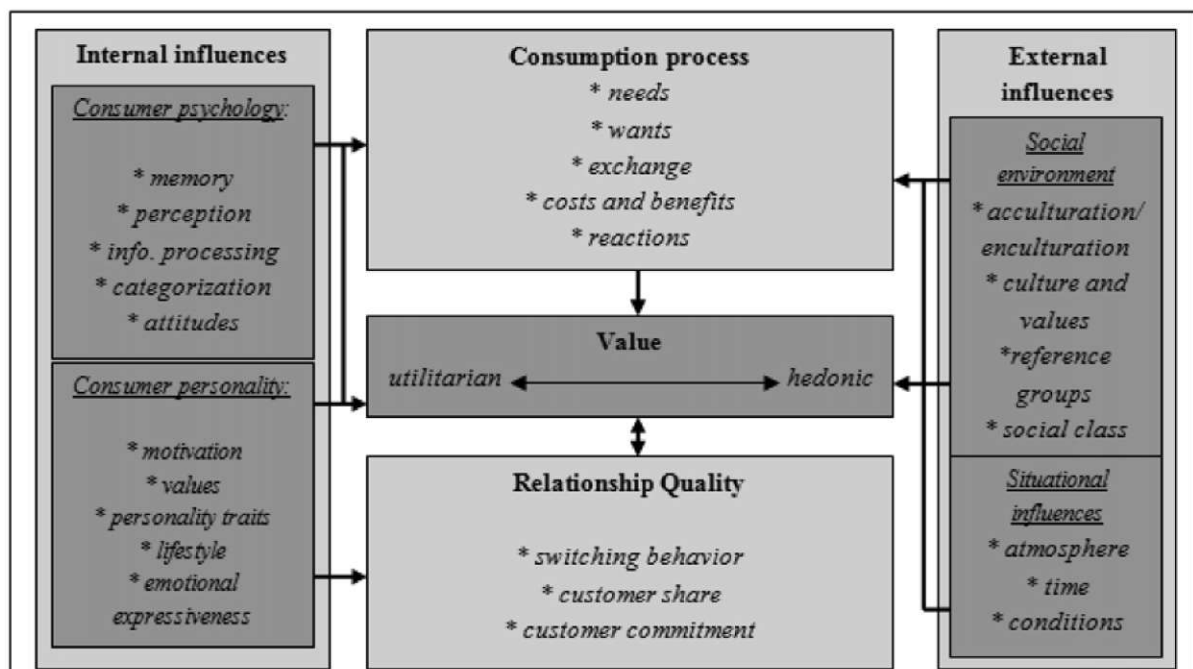 Internal influences
Consumer psychology:
* memory
* perception
* info. processing
* categorization
* attitudes
Consumer personality:
* motivation
* values
* personality traits
* lifestyle
* emotional
expressiveness
Consumption process
* needs
* wants
* exchange
* costs and benefits
* reactions
Value
utilitarian hedonic
Relationship Quality
* switching behavior
* customer share
* customer commitment
External
influences
Social
environment
* acculturation/
enculturation
* culture and
values
*reference
groups
* social class
Situational
influences
* atmosphere
* time
* conditions